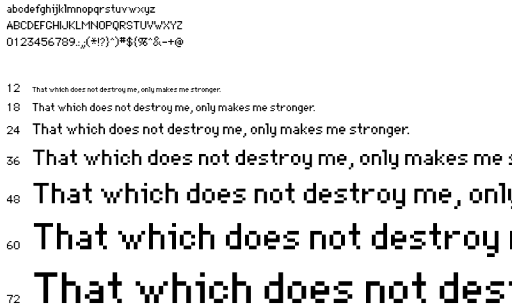 abcdefghijklmnopqrstuvwxyz
ABCDEFGHIJKLMNOPQRSTUVWXYZ
0123456789.:,;(*!?}^)#${%^&-+@
12 That which does not destroy me, only makes me stronger.
18 That which does not destroy me, only makes me stronger.
24 That which does not destroy me, only makes me stronger.
36 That which does not destroy me, only makes me s
48 That which does not destroy me, only
60 That which does not destroy
72 That which does not des